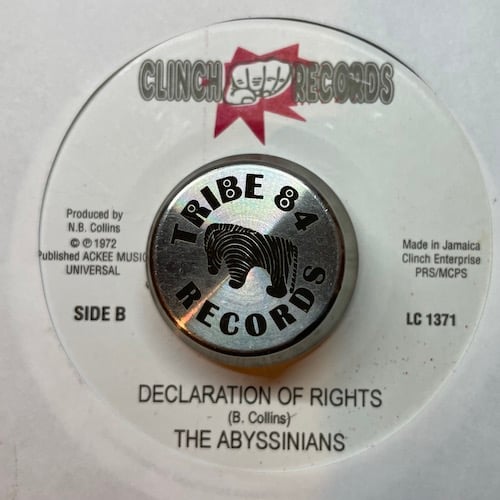 CLINCH RECORDS
TRIBE 84
RECORDS
Produced by
N.B. Collins
© ℗ 1972
Published ACKEE MUSIC
UNIVERSAL
SIDE B
Made in Jamaica
Clinch Enterprise
PRS/MCPS
LC 1371
DECLARATION OF RIGHTS
(B. Collins)
THE ABYSSINIANS